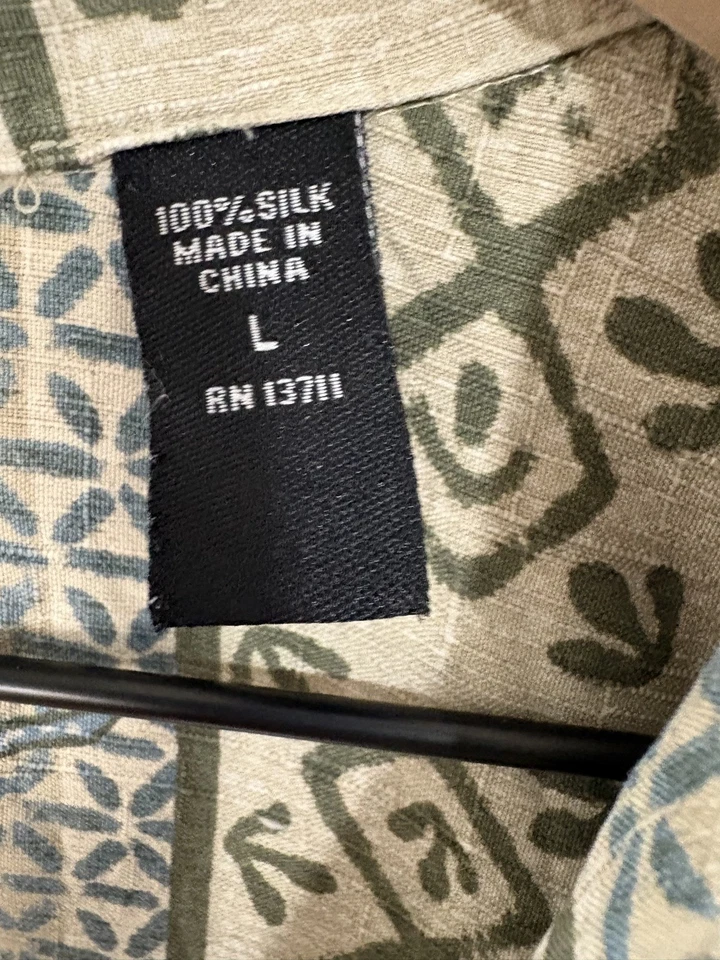 100% SILK
MADE IN
CHINA
L
RN 13711